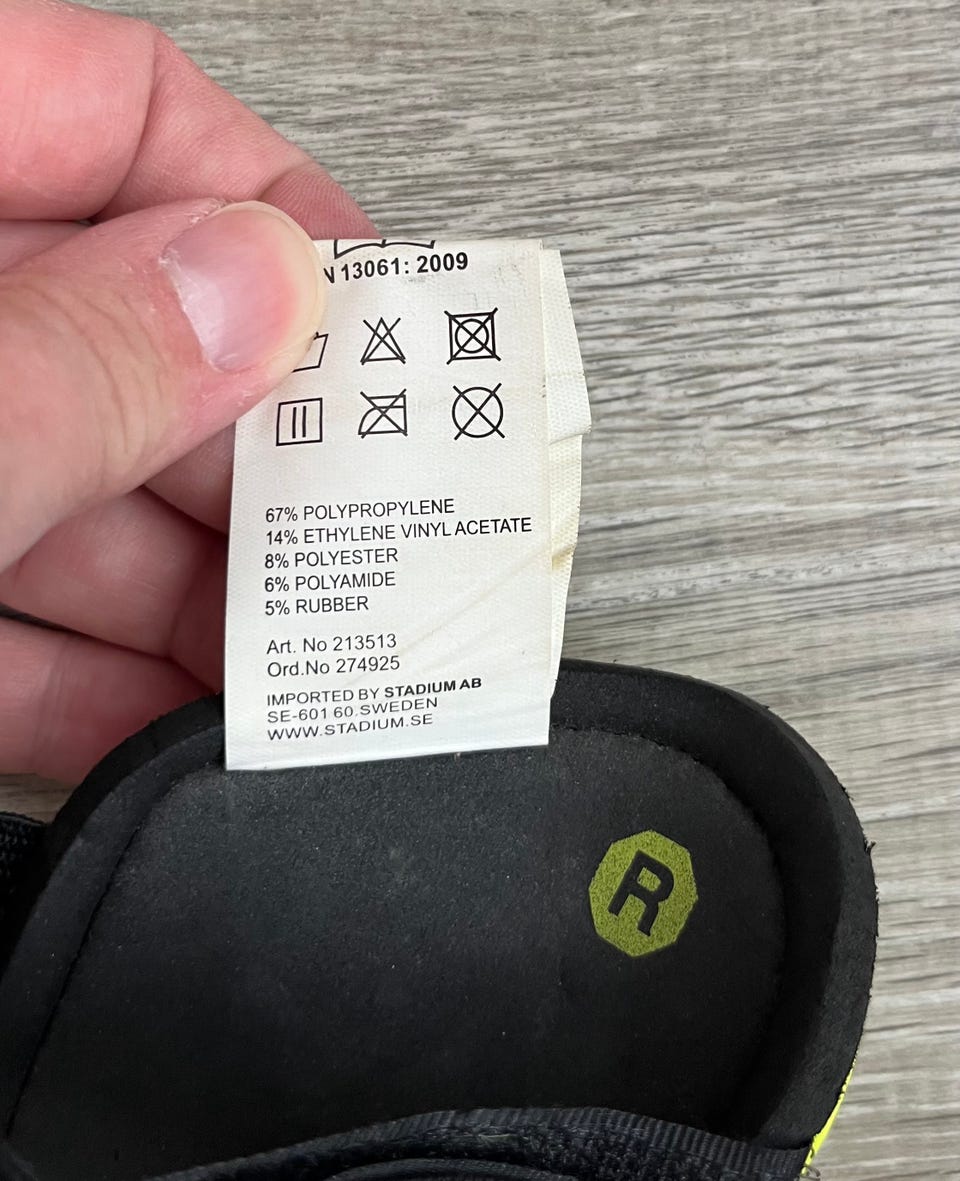 N 13061: 2009
67% POLYPROPYLENE
14% ETHYLENE VINYL ACETATE
8% POLYESTER
6% POLYAMIDE
5% RUBBER
Art. No 213513
Ord.No 274925
IMPORTED BY STADIUM AB
SE-601 60.SWEDEN
WWW.STADIUM.SE
R